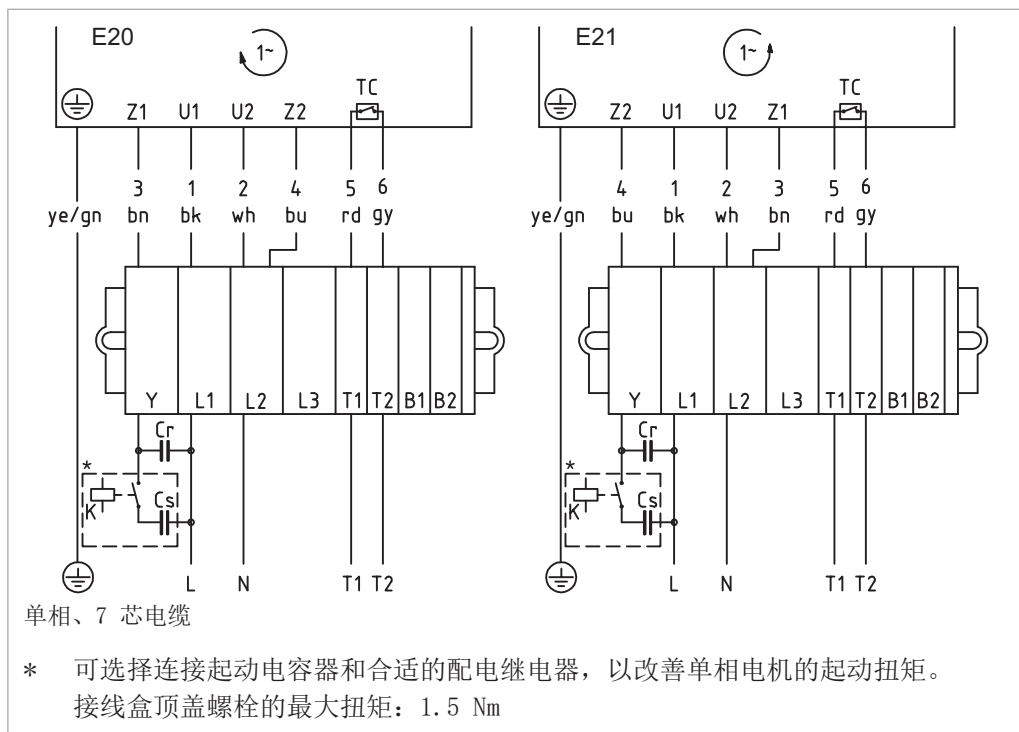 E20 1~ TC
Z1 U1 U2 Z2
3 1 2 4 5 6
ye/gn bn bk wh bu rd gy
Y L1 L2 L3 T1 T2 B1 B2
Cr
*
K Cs
L N T1 T2
E21 1~ TC
Z2 U1 U2 Z1
4 1 2 3 5 6
ye/gn bu bk wh bn rd gy
Y L1 L2 L3 T1 T2 B1 B2
Cr
*
K Cs
L N T1 T2
单相、7 芯电缆
* 可选择连接起动电容器和合适的配电继电器，以改善单相电机的起动扭矩。
接线盒顶盖螺栓的最大扭矩：1.5 Nm